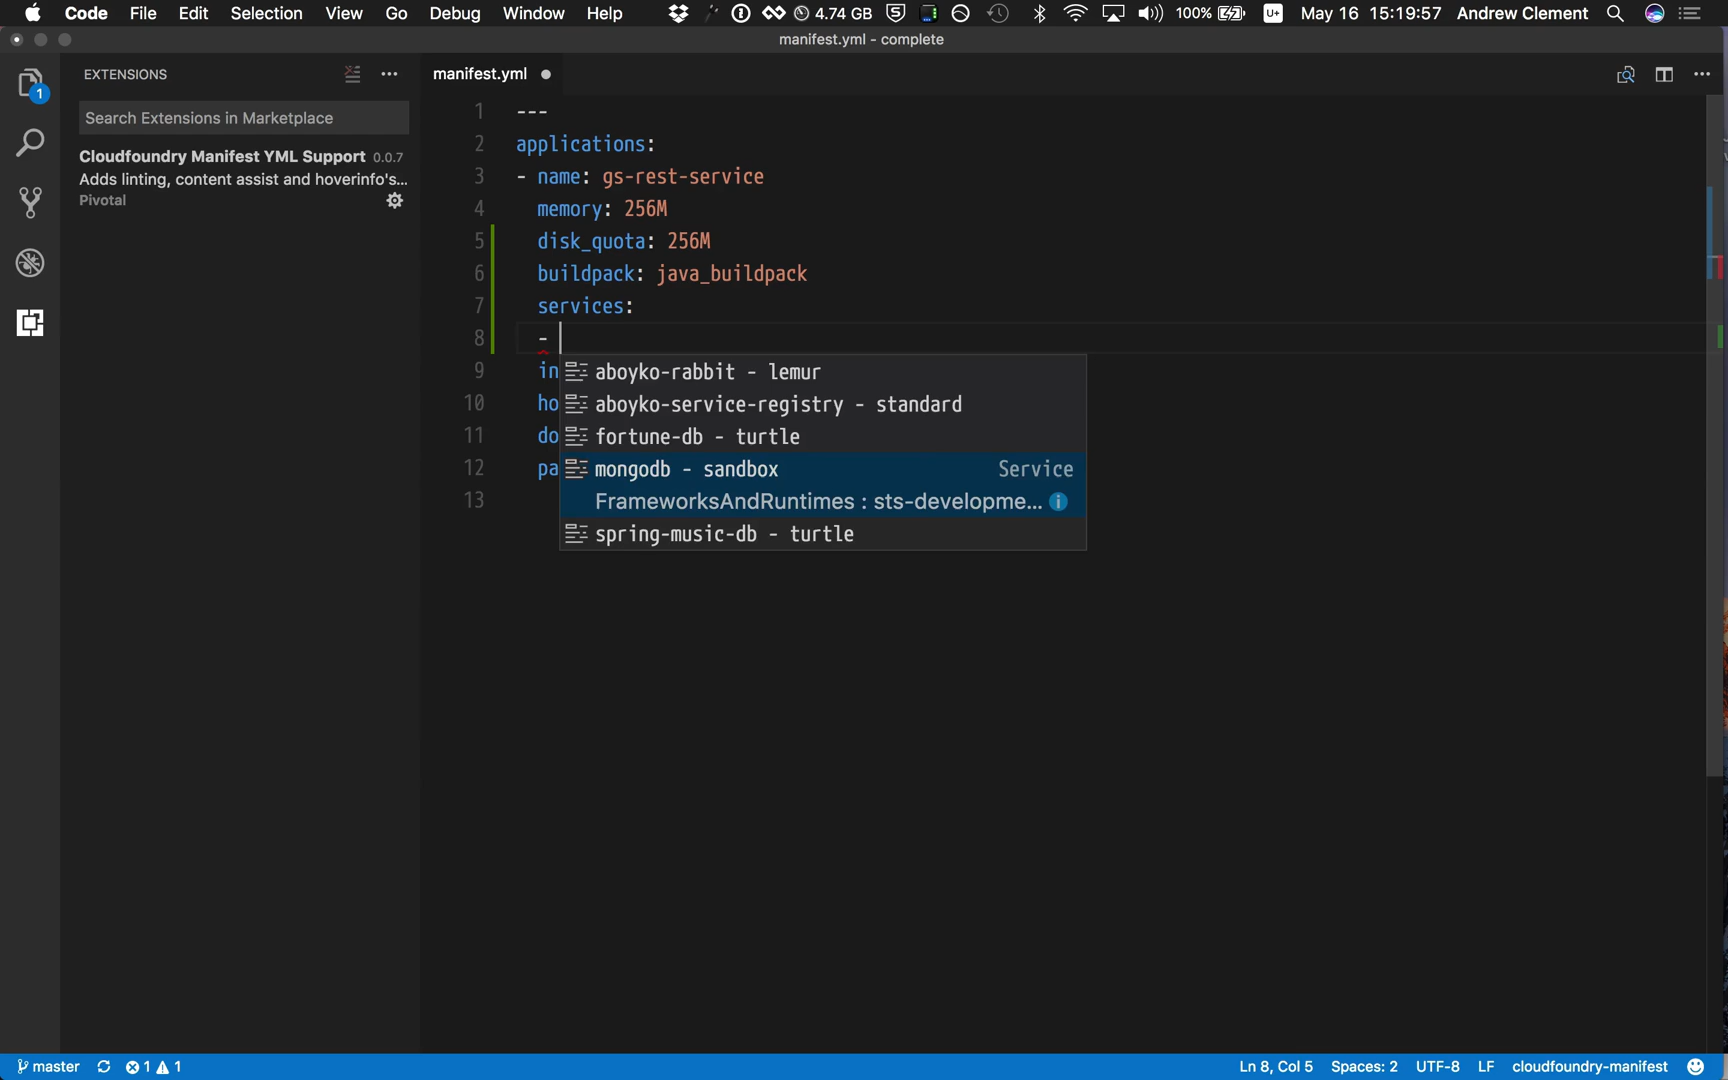 Code File Edit Selection View Go Debug Window Help 4.74 GB 100% U+ May 16 15:19:57 Andrew Clement
manifest.yml - complete
EXTENSIONS
manifest.yml
1
Search Extensions in Marketplace
Cloudfoundry Manifest YML Support 0.0.7
Adds linting, content assist and hoverinfo's...
Pivotal
1 ---
2 applications:
3 - name: gs-rest-service
4 memory: 256M
5 disk_quota: 256M
6 buildpack: java_buildpack
7 services:
8 -
9 in
10 ho
11 do
12 pa
13
aboyko-rabbit - lemur
aboyko-service-registry - standard
fortune-db - turtle
mongodb - sandbox Service
FrameworksAndRuntimes : sts-developme...
spring-music-db - turtle
master 1 1 Ln 8, Col 5 Spaces: 2 UTF-8 LF cloudfoundry-manifest